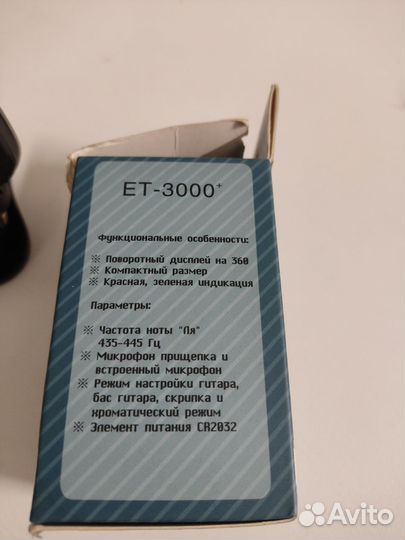 ET-3000⁺
Функциональные особенности:
※ Поворотный дисплей на 360
※ Компактный размер
※ Красная, зеленая индикация
Параметры:
※ Частота ноты "Ля"
435-445 Гц
※ Микрофон прищепка и
встроенный микрофон
※ Режим настройки гитара,
бас гитара, скрипка и
хроматический режим
※ Элемент питания CR2032
Avito